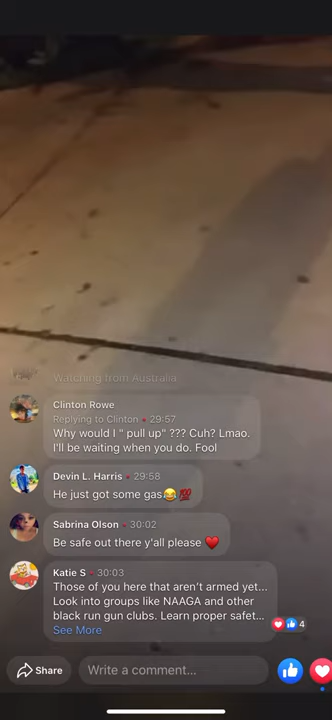 Watching from Australia
Clinton Rowe
Replying to Clinton • 29:57
Why would I " pull up" ??? Cuh? Lmao.
I'll be waiting when you do. Fool
Devin L. Harris • 29:58
He just got some gas😂💯
Sabrina Olson • 30:02
Be safe out there y'all please ❤️
Katie S • 30:03
Those of you here that aren't armed yet...
Look into groups like NAAGA and other
black run gun clubs. Learn proper safet...
See More
4
Share
Write a comment...